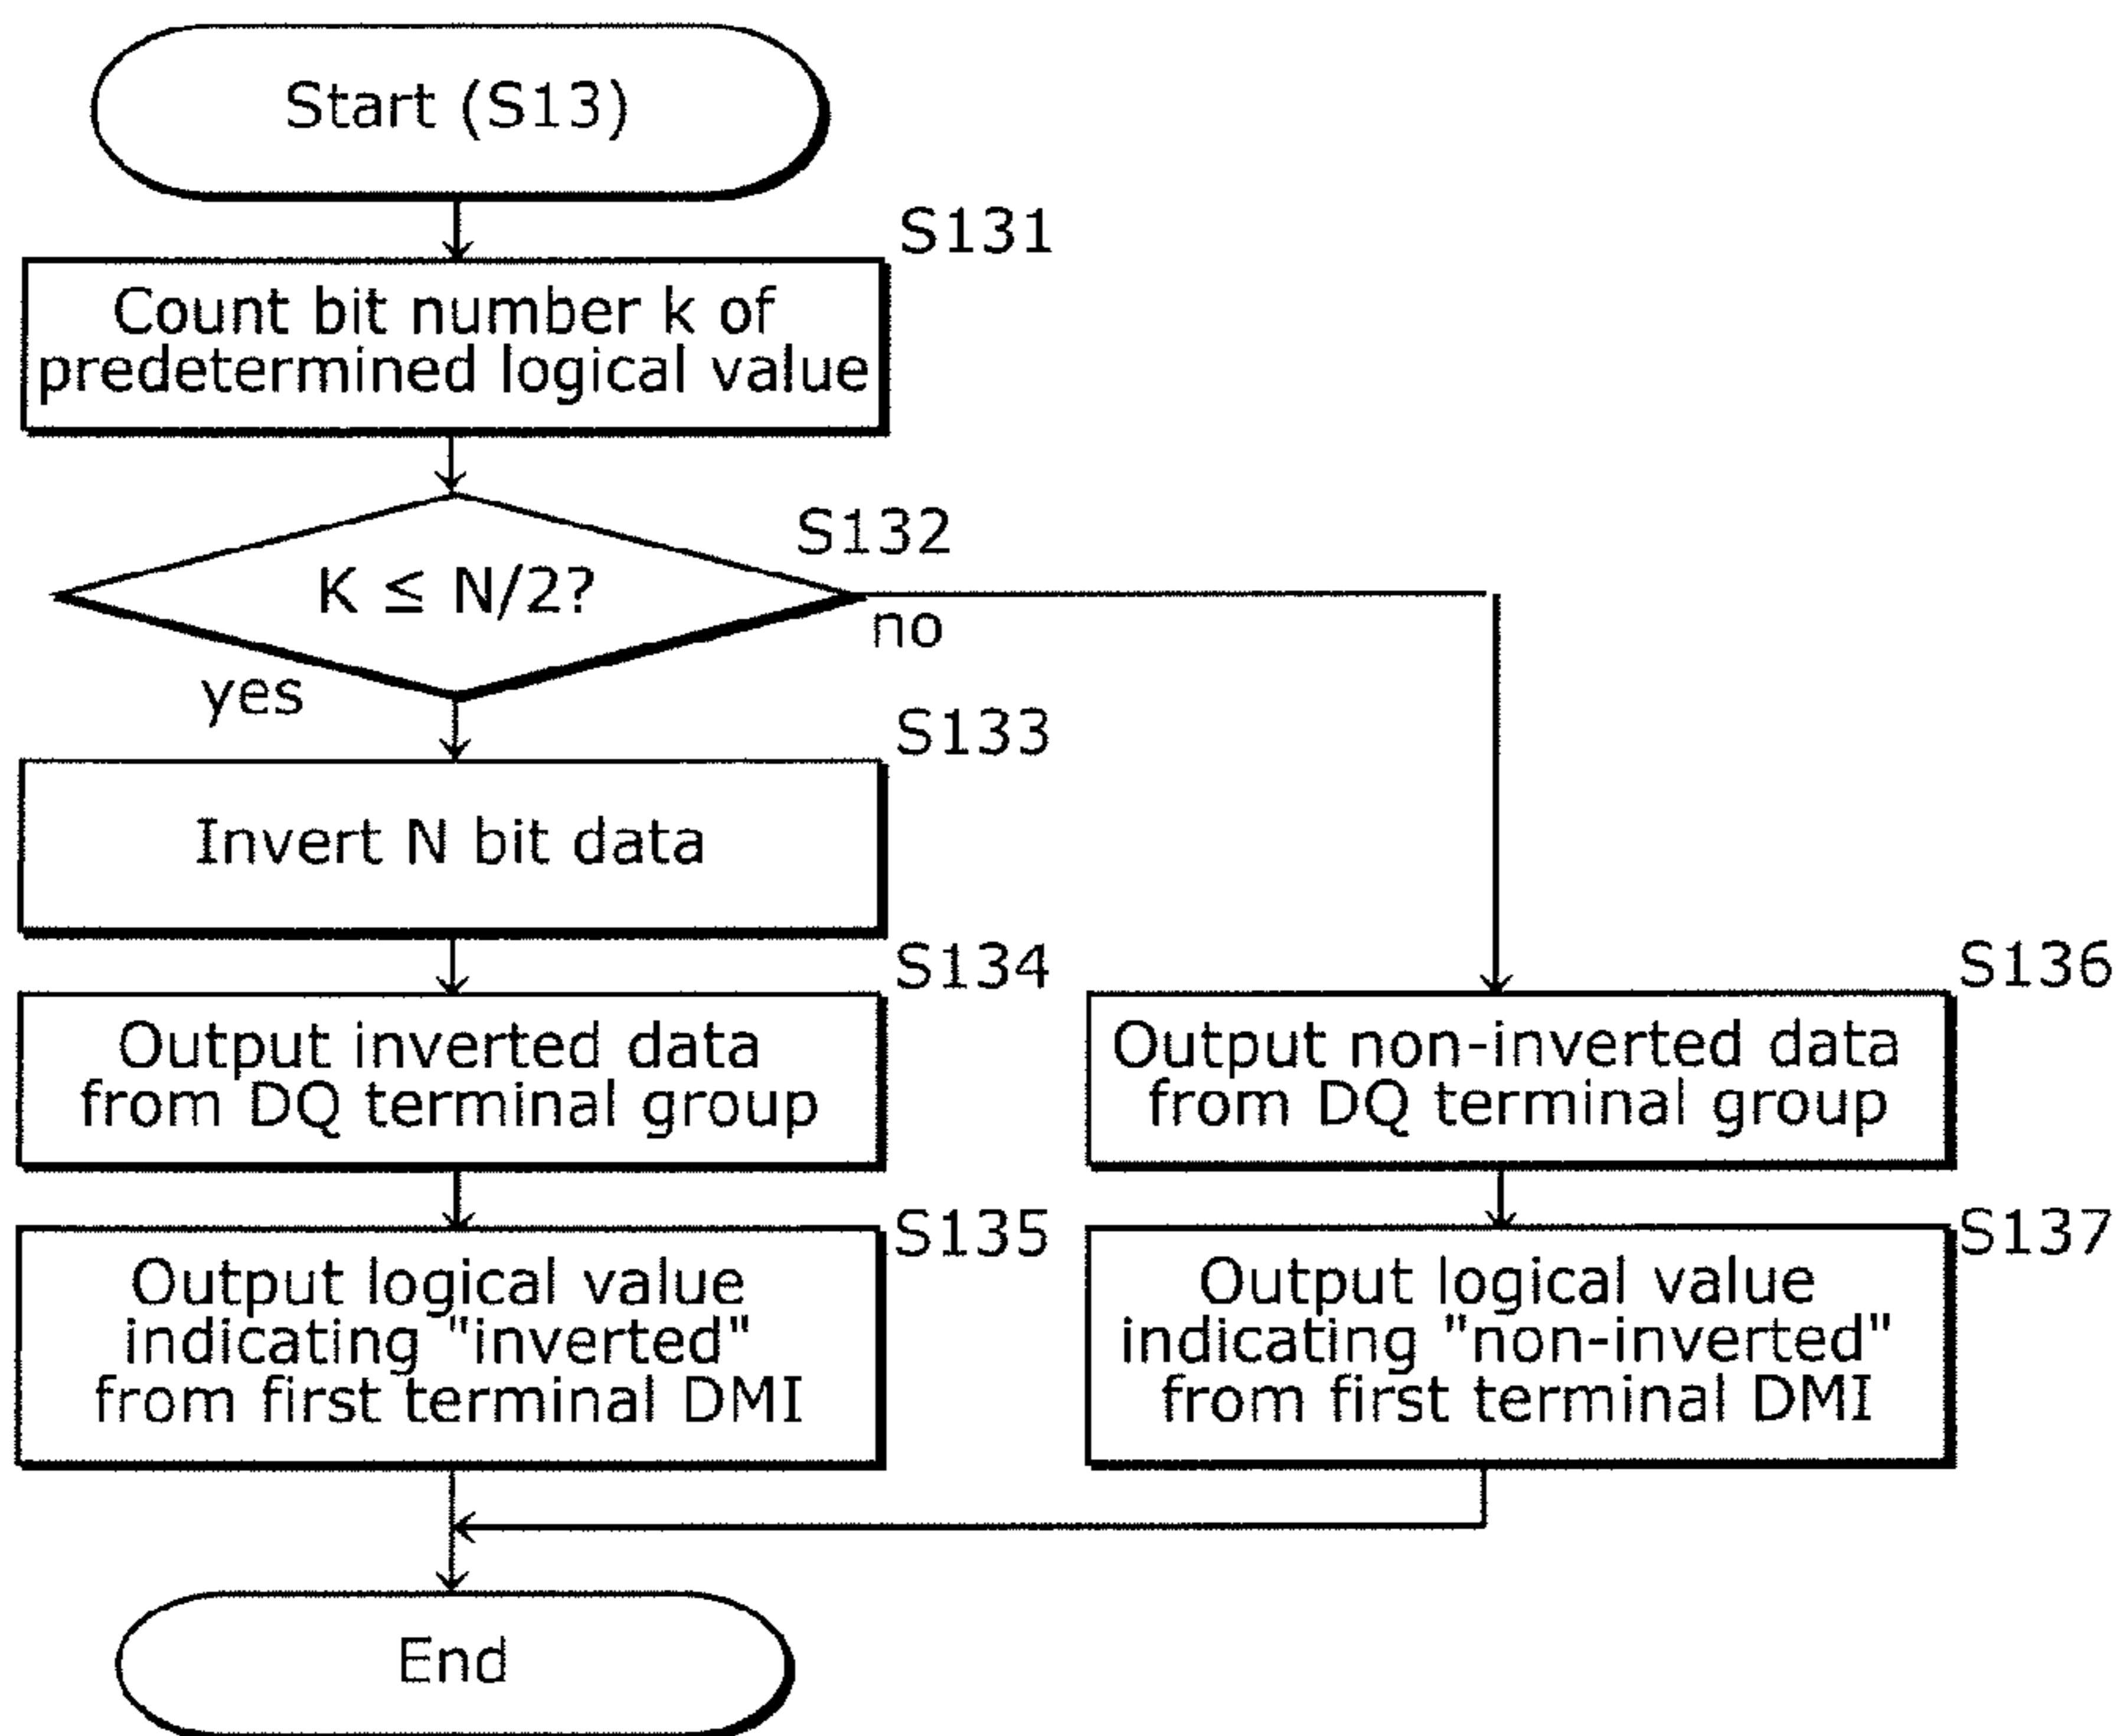 Start (S13)
S131
Count bit number k of
predetermined logical value
S132
K ≤ N/2?
no
yes
S133
Invert N bit data
S134
Output inverted data
from DQ terminal group
S135
Output logical value
indicating "inverted"
from first terminal DMI
S136
Output non-inverted data
from DQ terminal group
S137
Output logical value
indicating "non-inverted"
from first terminal DMI
End